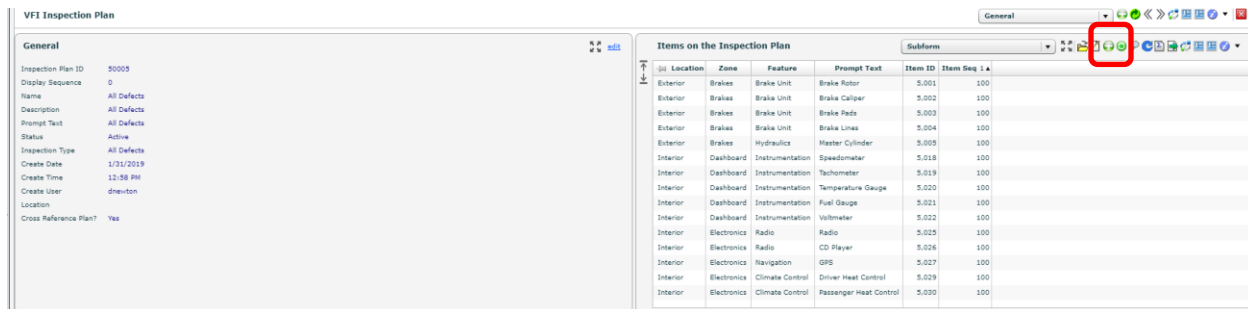 VFI Inspection Plan
General
General
edit
Inspection Plan ID 50005
Display Sequence 0
Name All Defects
Description All Defects
Prompt Text All Defects
Status Active
Inspection Type All Defects
Create Date 1/31/2019
Create Time 12:58 PM
Create User dnewton
Location
Cross Reference Plan? Yes
Items on the Inspection Plan
Subform
Location Zone Feature Prompt Text Item ID Item Seq 1
Exterior Brakes Brake Unit Brake Rotor 5,001 100
Exterior Brakes Brake Unit Brake Caliper 5,002 100
Exterior Brakes Brake Unit Brake Pads 5,003 100
Exterior Brakes Brake Unit Brake Lines 5,004 100
Exterior Brakes Hydraulics Master Cylinder 5,005 100
Interior Dashboard Instrumentation Speedometer 5,018 100
Interior Dashboard Instrumentation Tachometer 5,019 100
Interior Dashboard Instrumentation Temperature Gauge 5,020 100
Interior Dashboard Instrumentation Fuel Gauge 5,021 100
Interior Dashboard Instrumentation Voltmeter 5,022 100
Interior Electronics Radio Radio 5,025 100
Interior Electronics Radio CD Player 5,026 100
Interior Electronics Navigation GPS 5,027 100
Interior Electronics Climate Control Driver Heat Control 5,029 100
Interior Electronics Climate Control Passenger Heat Control 5,030 100